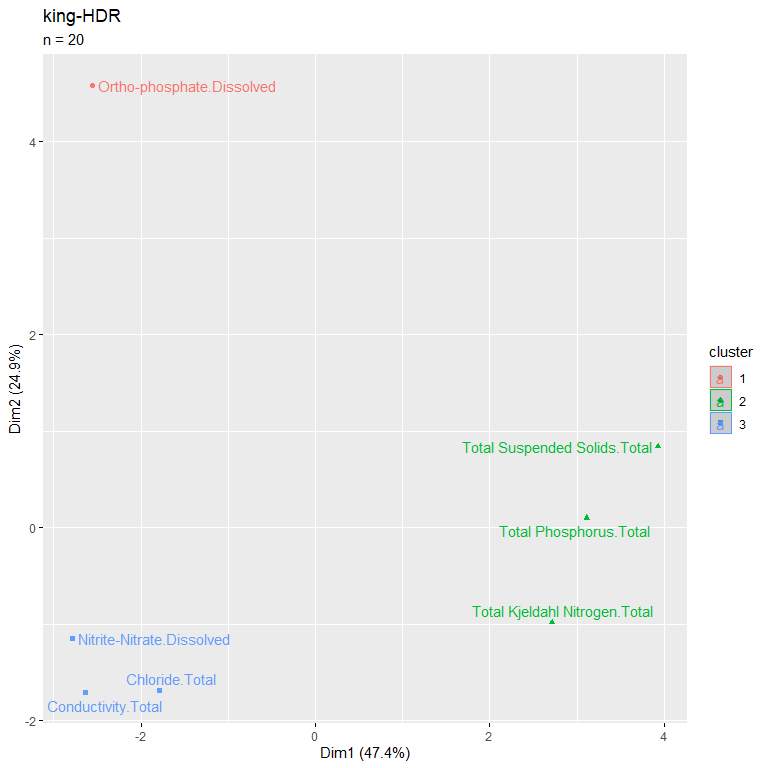 king-HDR
n = 20
Ortho-phosphate.Dissolved
4
2
cluster
1
2
3
Dim2 (24.9%)
Total Suspended Solids.Total
0
Total Phosphorus.Total
Total Kjeldahl Nitrogen.Total
Nitrite-Nitrate.Dissolved
Chloride.Total
Conductivity.Total
-2
-2
0
2
4
Dim1 (47.4%)